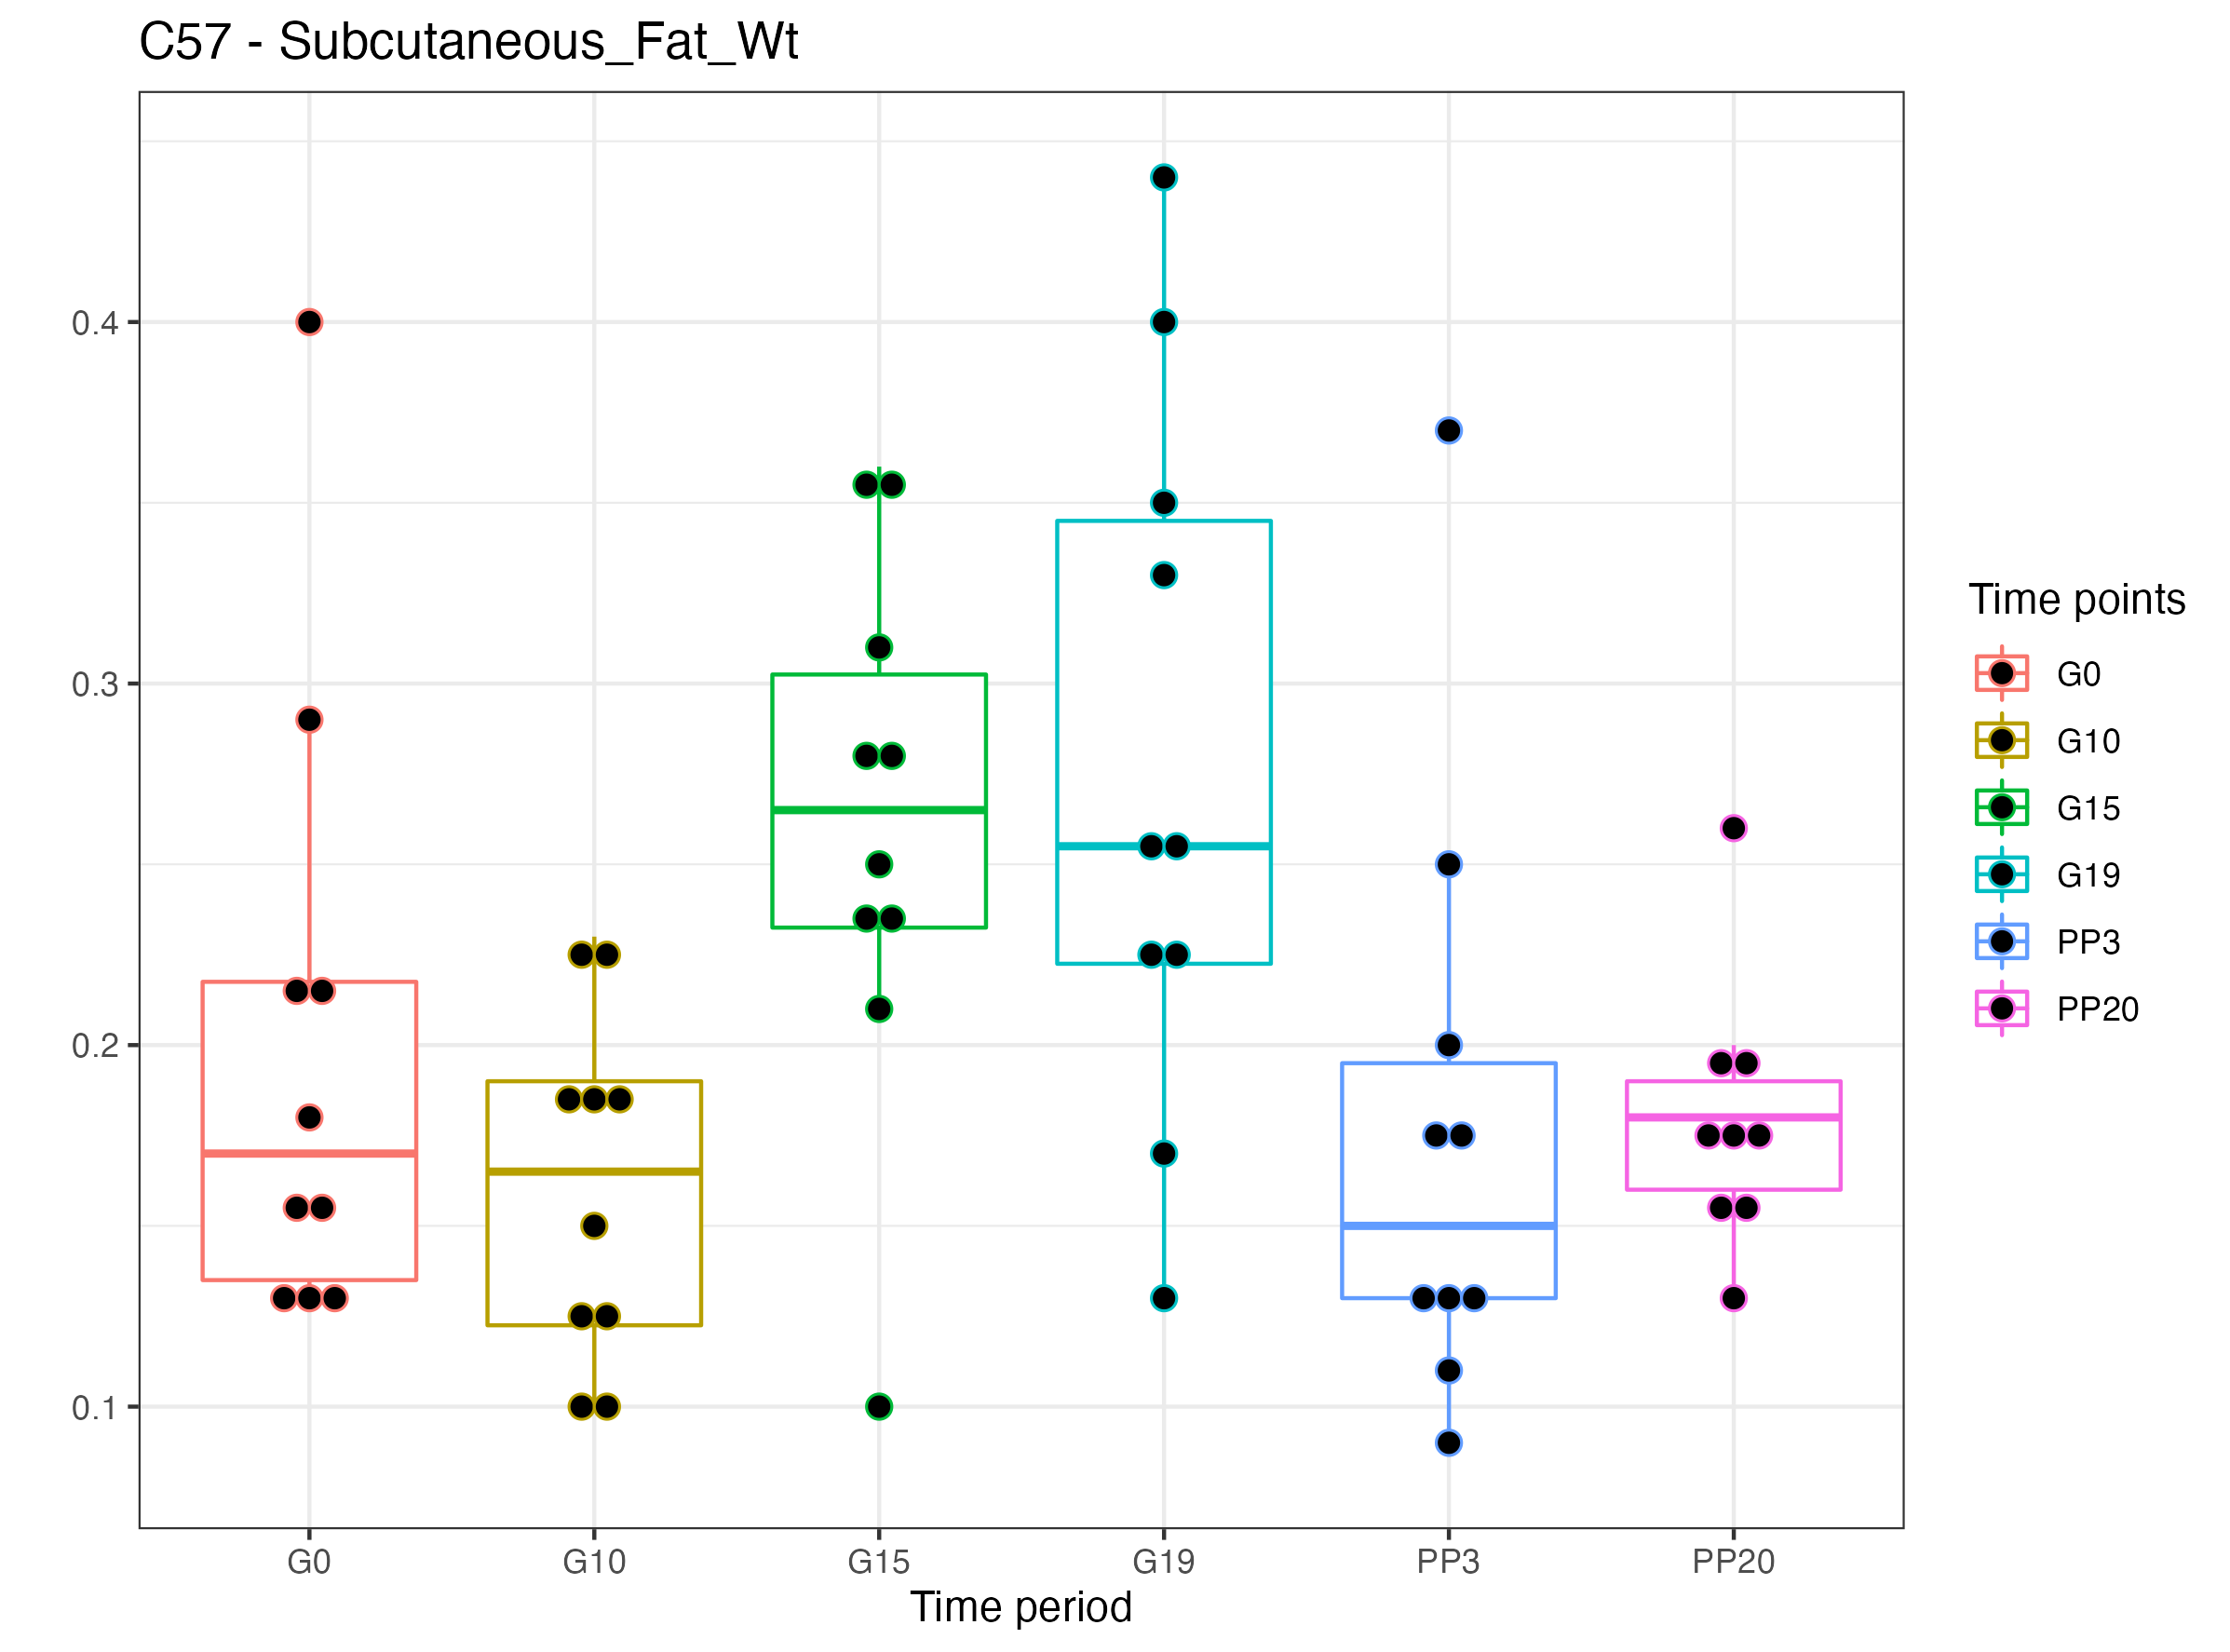 C57 - Subcutaneous_Fat_Wt
0.4
0.3
0.2
0.1
G0 G10 G15 G19 PP3 PP20
Time period
Time points
G0
G10
G15
G19
PP3
PP20